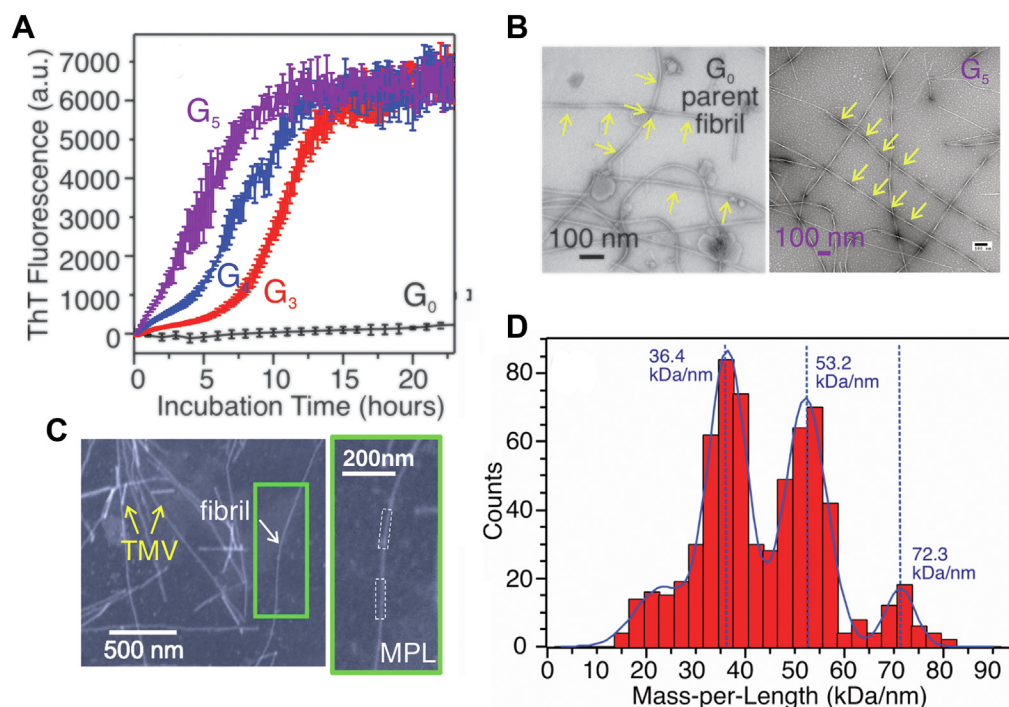 A
ThT Fluorescence (a.u.)
7000
6000
5000
4000
3000
2000
1000
0
G5
G4
G3
G0
0
5
10
15
20
Incubation Time (hours)
B
G0
parent
fibril
100 nm
G5
100 nm
C
TMV
fibril
500 nm
200nm
MPL
D
Counts
80
60
40
20
0
36.4
kDa/nm
53.2
kDa/nm
72.3
kDa/nm
0 10 20 30 40 50 60 70 80 90
Mass-per-Length (kDa/nm)